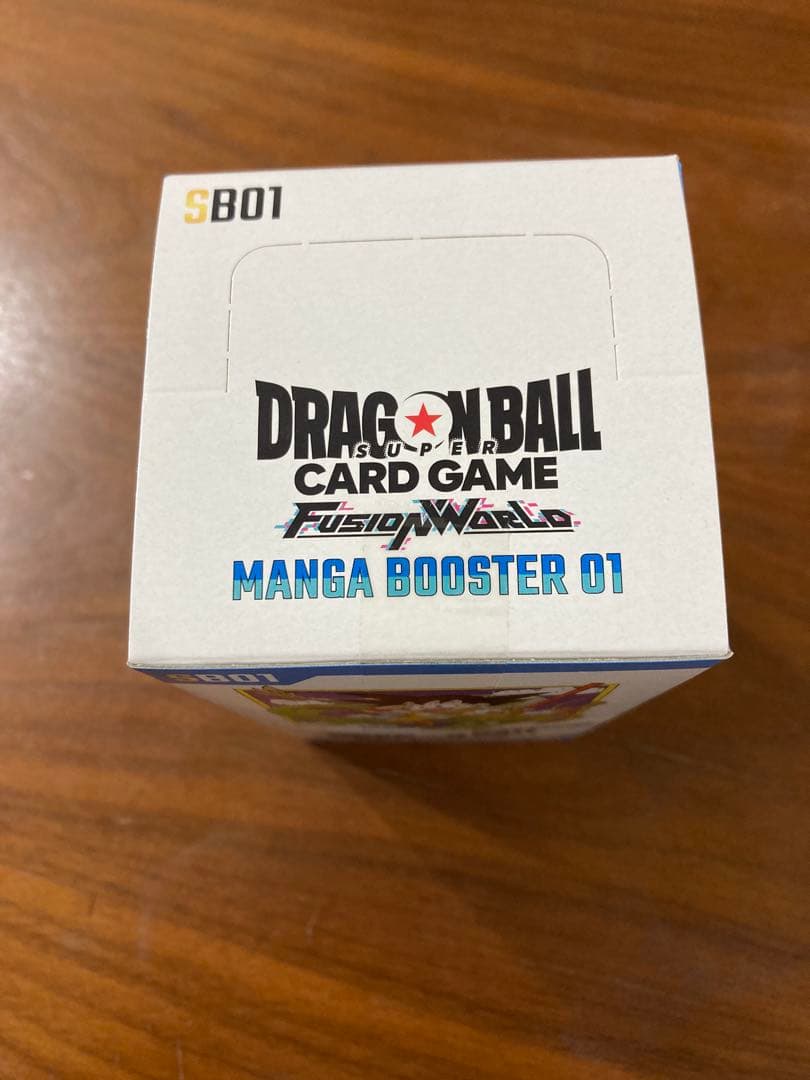 SB01
DRAGON BALL
SUPER
CARD GAME
FUSION WORLD
MANGA BOOSTER 01
SB01